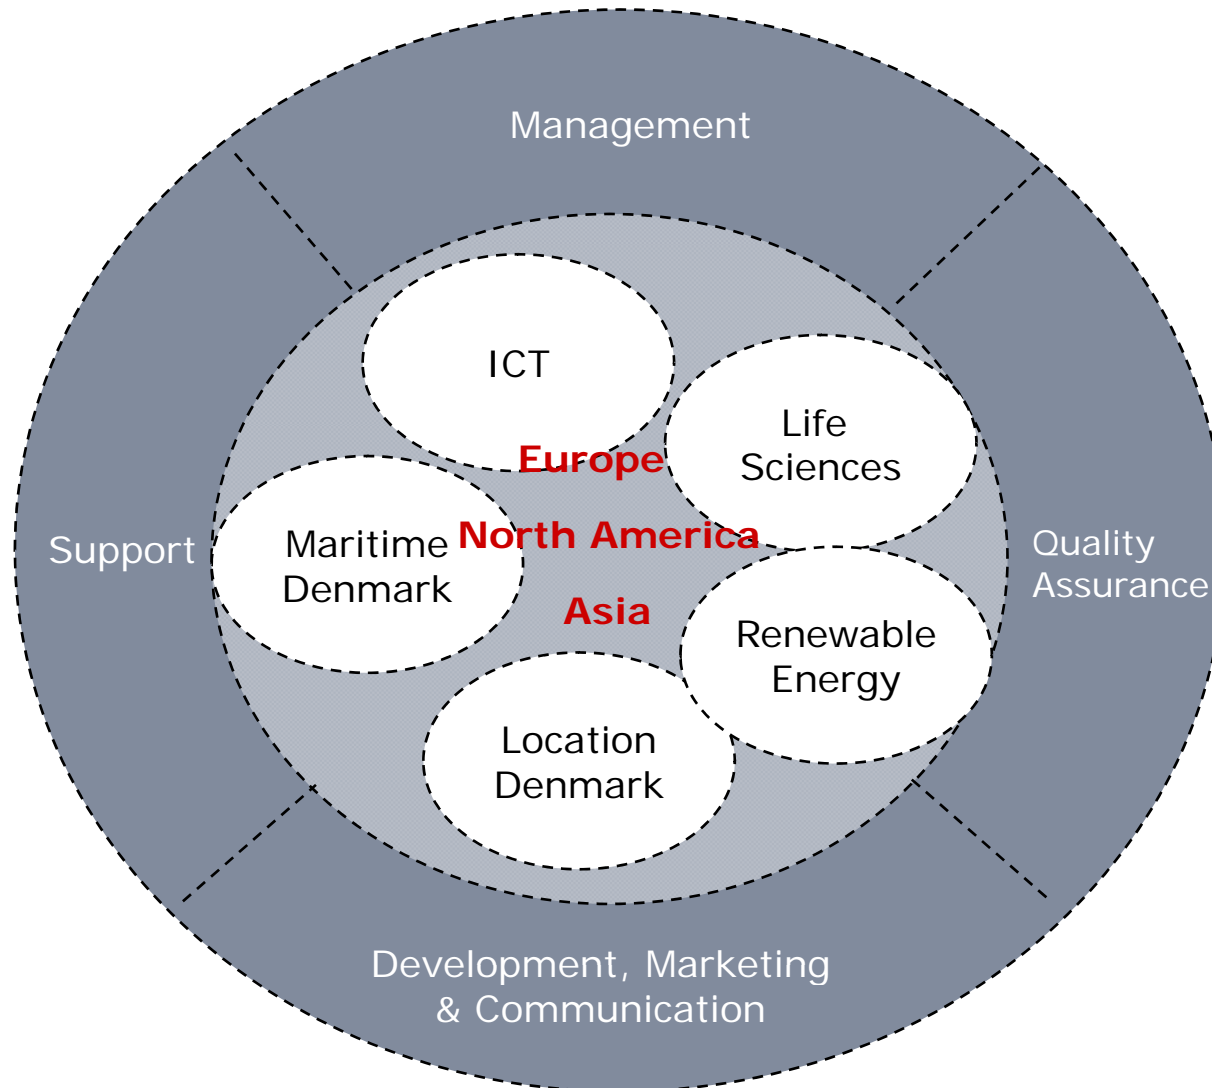 Management
ICT
Life
Sciences
Europe
North America
Asia
Support
Maritime
Denmark
Quality
Assurance
Renewable
Energy
Location
Denmark
Development, Marketing
& Communication